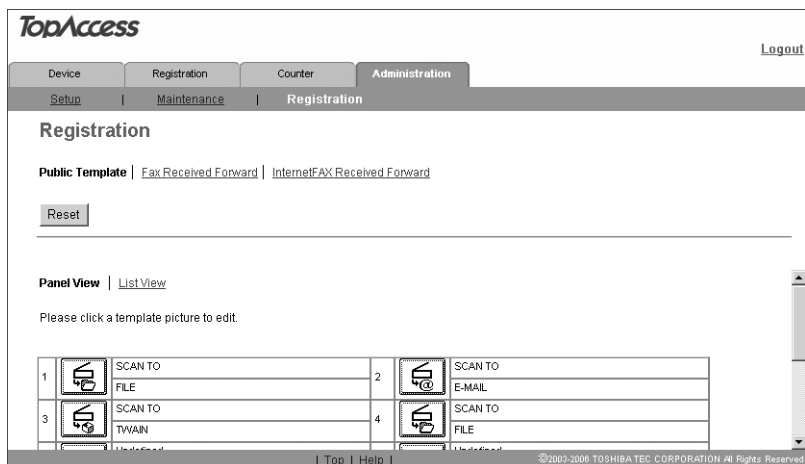 TopAccess
Logout
Device Registration Counter Administration
Setup | Maintenance | Registration
Registration
Public Template | Fax Received Forward | InternetFAX Received Forward
Reset
Panel View | List View
Please click a template picture to edit.
1 SCAN TO FILE 2 SCAN TO E-MAIL
3 SCAN TO TWAIN 4 SCAN TO FILE
| Top | Help | ©2003-2006 TOSHIBA TEC CORPORATION All Rights Reserved